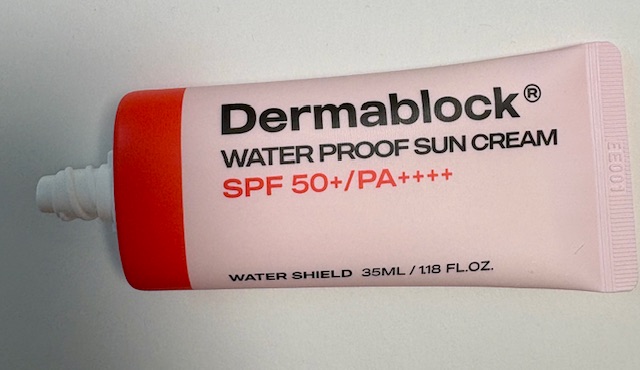 Dermablock®
WATER PROOF SUN CREAM
SPF 50+/PA++++
WATER SHIELD 35ML / 1.18 FL.OZ.